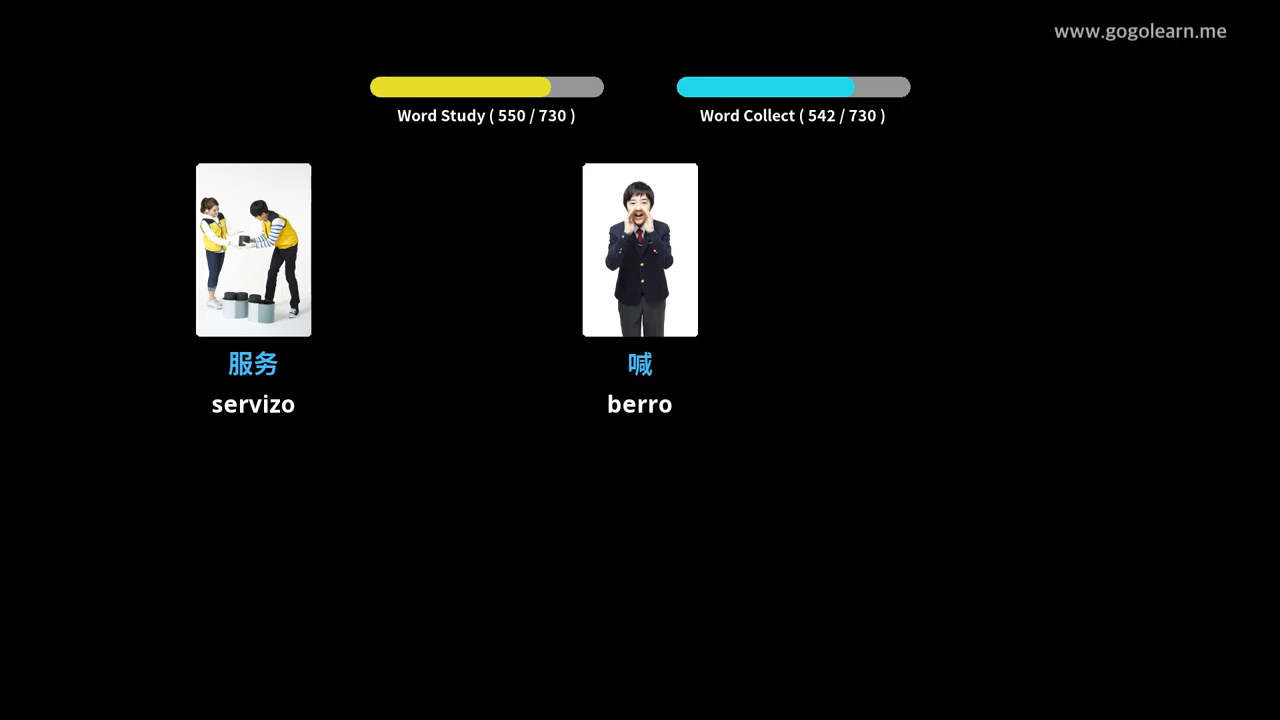 www.gogolearn.me
Word Study ( 550 / 730 )
Word Collect ( 542 / 730 )
服务
servizo
喊
berro